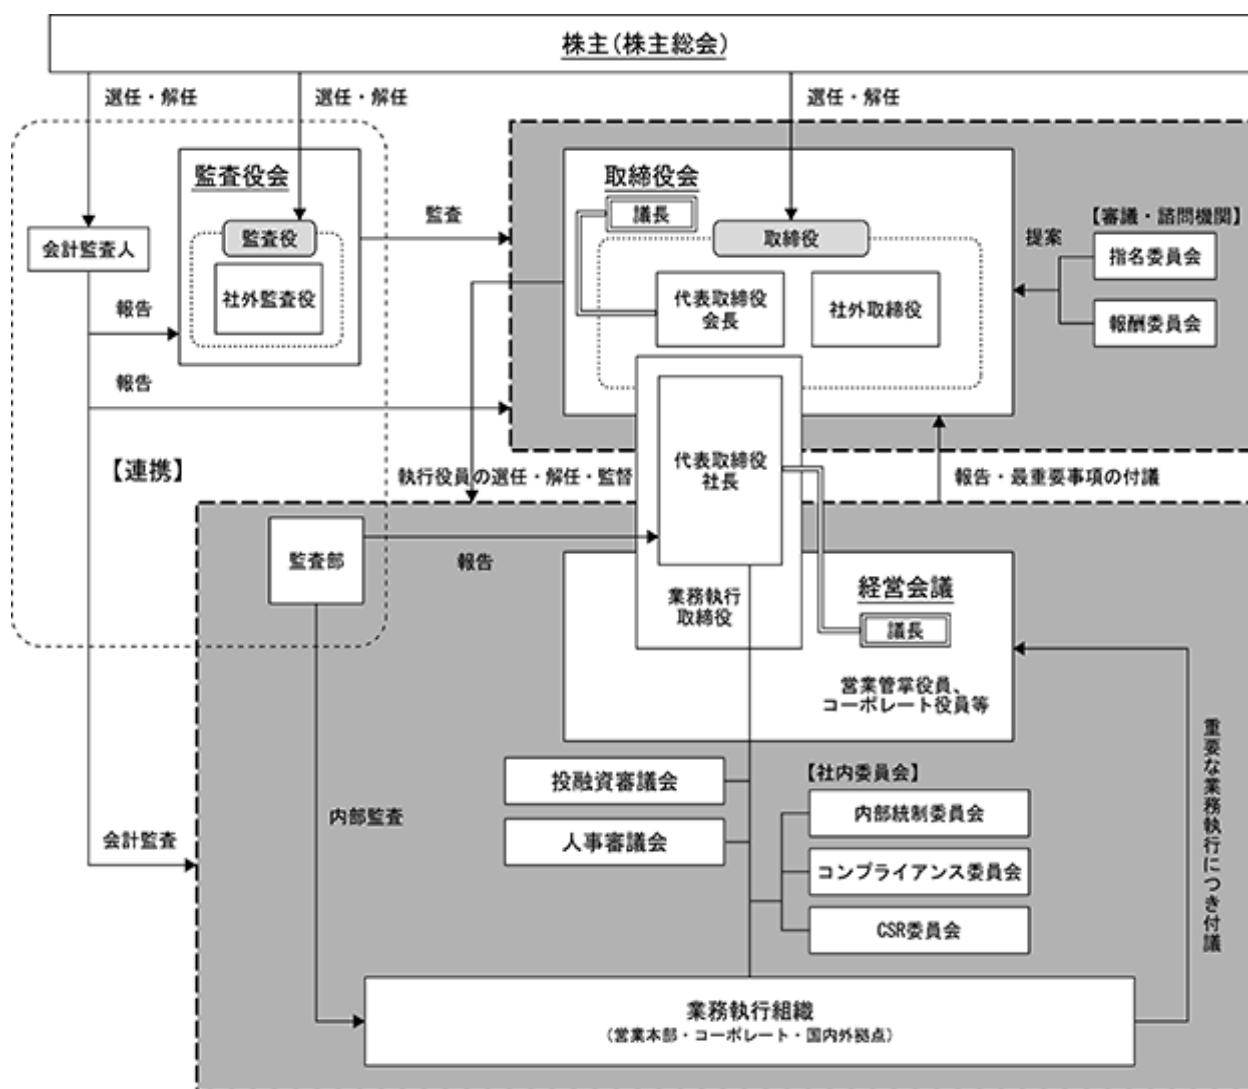 株主(株主総会)
選任・解任
選任・解任
選任・解任
監査役会
監査役
社外監査役
会計監査人
監査
報告
報告
取締役会
議長
取締役
代表取締役
会長
社外取締役
【審議・諮問機関】
提案
指名委員会
報酬委員会
【連携】
執行役員の選任・解任・監督
代表取締役
社長
報告・最重要事項の付議
監査部
報告
業務執行
取締役
経営会議
議長
営業管掌役員、
コーポレート役員等
投融資審議会
人事審議会
【社内委員会】
内部統制委員会
コンプライアンス委員会
CSR委員会
内部監査
会計監査
重要な業務執行につき付議
業務執行組織
(営業本部・コーポレート・国内外拠点)